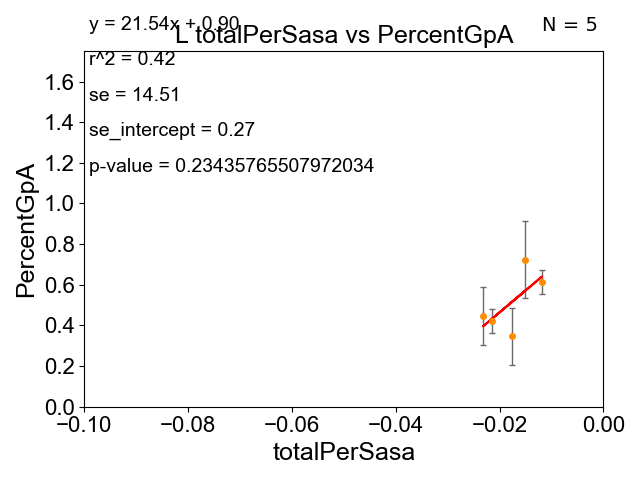 y = 21.54x + 0.90
N = 5
L totalPerSasa vs PercentGpA
r^2 = 0.42
se = 14.51
se_intercept = 0.27
p-value = 0.23435765507972034
PercentGpA
1.6
1.4
1.2
1.0
0.8
0.6
0.4
0.2
0.0
−0.10 −0.08 −0.06 −0.04 −0.02 0.00
totalPerSasa